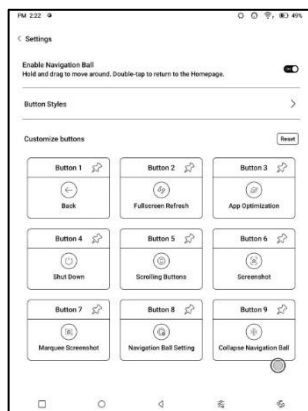 PM 2:22
49%
Settings
Enable Navigation Ball
Hold and drag to move around. Double-tap to return to the Homepage.
ON
Button Styles
Customize buttons
Reset
Button 1
Button 2
Button 3
Back
Fullscreen Refresh
App Optimization
Button 4
Button 5
Button 6
Shut Down
Scrolling Buttons
Screenshot
Button 7
Button 8
Button 9
Marquee Screenshot
Navigation Ball Setting
Collapse Navigation Ball